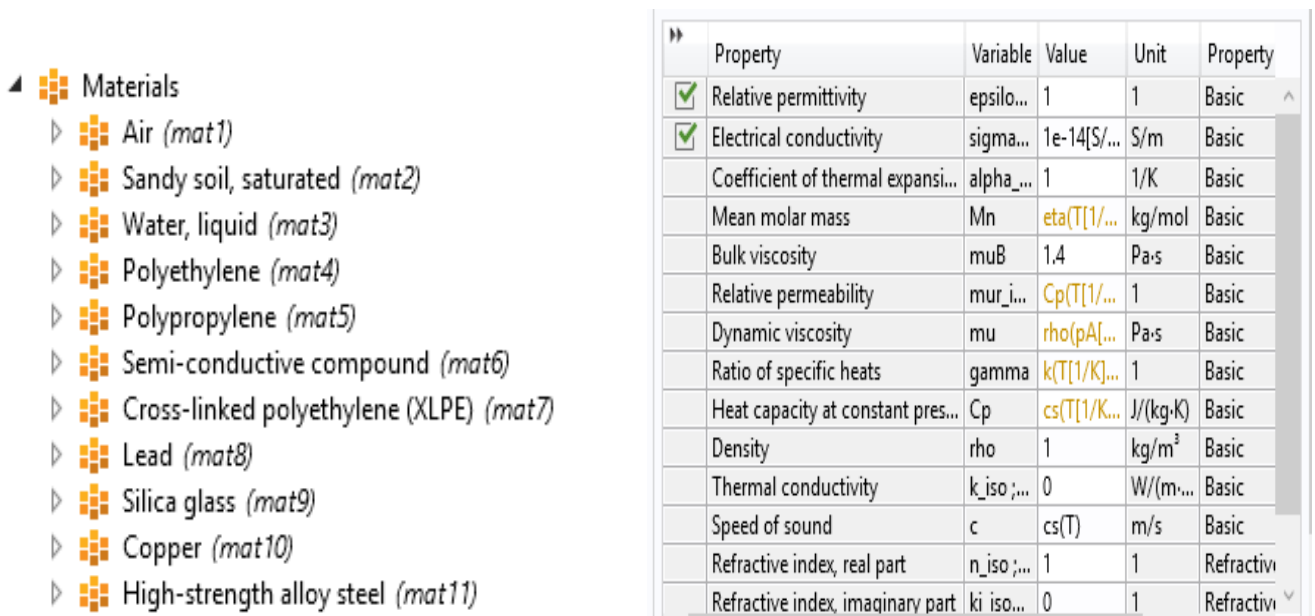 Materials
Air (mat1)
Sandy soil, saturated (mat2)
Water, liquid (mat3)
Polyethylene (mat4)
Polypropylene (mat5)
Semi-conductive compound (mat6)
Cross-linked polyethylene (XLPE) (mat7)
Lead (mat8)
Silica glass (mat9)
Copper (mat10)
High-strength alloy steel (mat11)
Property Variable Value Unit Property
Relative permittivity epsilo... 1 1 Basic
Electrical conductivity sigma... 1e-14[S/... S/m Basic
Coefficient of thermal expansi... alpha_... 1 1/K Basic
Mean molar mass Mn eta(T[1/... kg/mol Basic
Bulk viscosity muB 1.4 Pa·s Basic
Relative permeability mur_i... Cp(T[1/... 1 Basic
Dynamic viscosity mu rho(pA[... Pa·s Basic
Ratio of specific heats gamma k(T[1/K]... 1 Basic
Heat capacity at constant pres... Cp cs(T[1/K... J/(kg·K) Basic
Density rho 1 kg/m³ Basic
Thermal conductivity k_iso ;... 0 W/(m·... Basic
Speed of sound c cs(T) m/s Basic
Refractive index, real part n_iso ;... 1 1 Refractive
Refractive index, imaginary part ki_iso... 0 1 Refractive